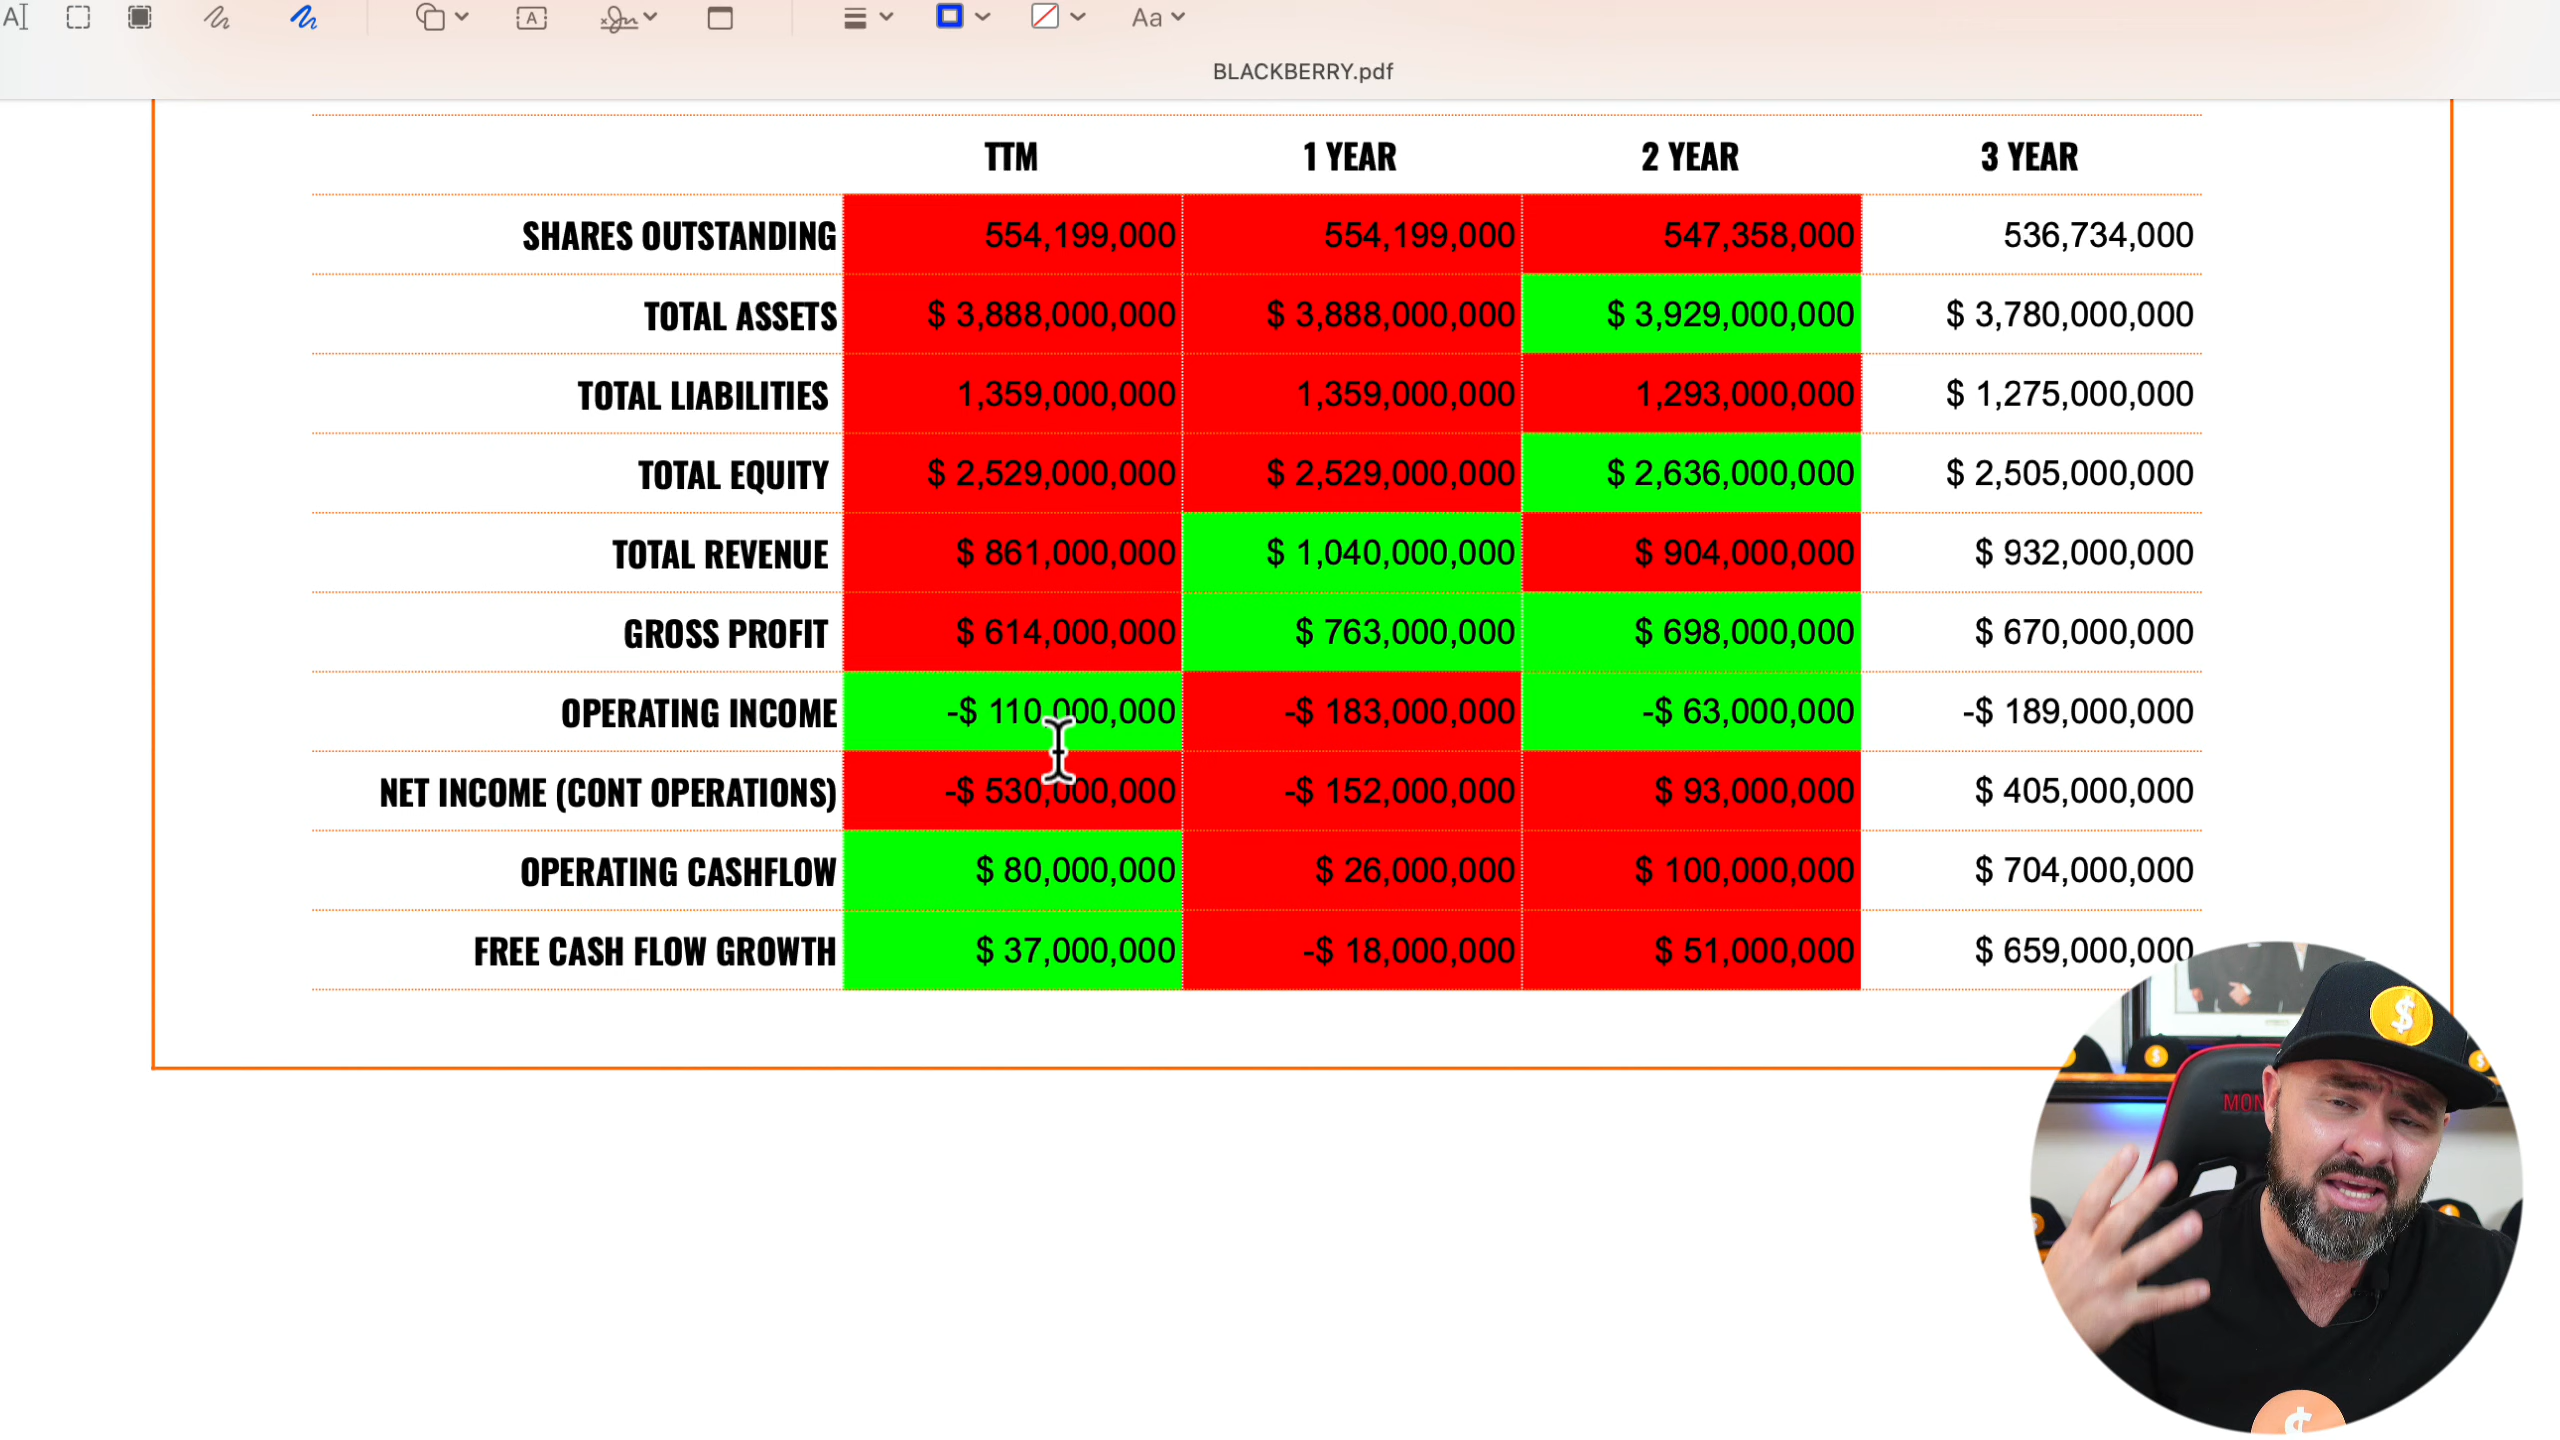 Aa
BLACKBERRY.pdf
TTM 1 YEAR 2 YEAR 3 YEAR
SHARES OUTSTANDING 554,199,000 554,199,000 547,358,000 536,734,000
TOTAL ASSETS $ 3,888,000,000 $ 3,888,000,000 $ 3,929,000,000 $ 3,780,000,000
TOTAL LIABILITIES 1,359,000,000 1,359,000,000 1,293,000,000 $ 1,275,000,000
TOTAL EQUITY $ 2,529,000,000 $ 2,529,000,000 $ 2,636,000,000 $ 2,505,000,000
TOTAL REVENUE $ 861,000,000 $ 1,040,000,000 $ 904,000,000 $ 932,000,000
GROSS PROFIT $ 614,000,000 $ 763,000,000 $ 698,000,000 $ 670,000,000
OPERATING INCOME -$ 110,000,000 -$ 183,000,000 -$ 63,000,000 -$ 189,000,000
NET INCOME (CONT OPERATIONS) -$ 530,000,000 -$ 152,000,000 $ 93,000,000 $ 405,000,000
OPERATING CASHFLOW $ 80,000,000 $ 26,000,000 $ 100,000,000 $ 704,000,000
FREE CASH FLOW GROWTH $ 37,000,000 -$ 18,000,000 $ 51,000,000 $ 659,000,000
$
MON